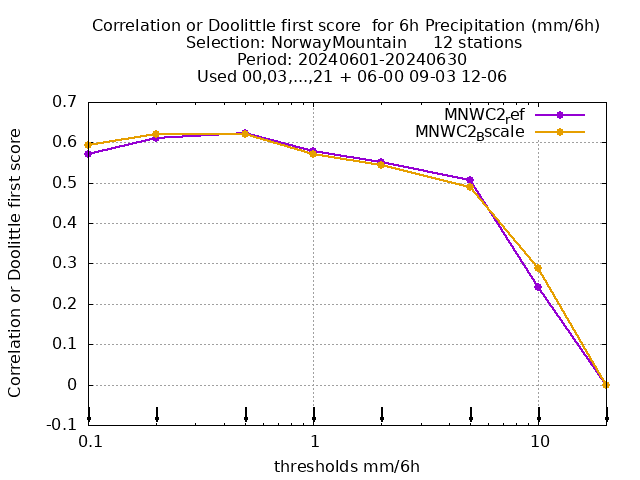 Correlation or Doolittle first score  for 6h Precipitation (mm/6h)
Selection: NorwayMountain     12 stations
Period: 20240601-20240630
Used 00,03,...,21 + 06-00 09-03 12-06
MNWC2ref
MNWC2Bscale
0.7
0.6
0.5
0.4
0.3
0.2
0.1
0
-0.1
Correlation or Doolittle first score
0.1 1 10
thresholds mm/6h